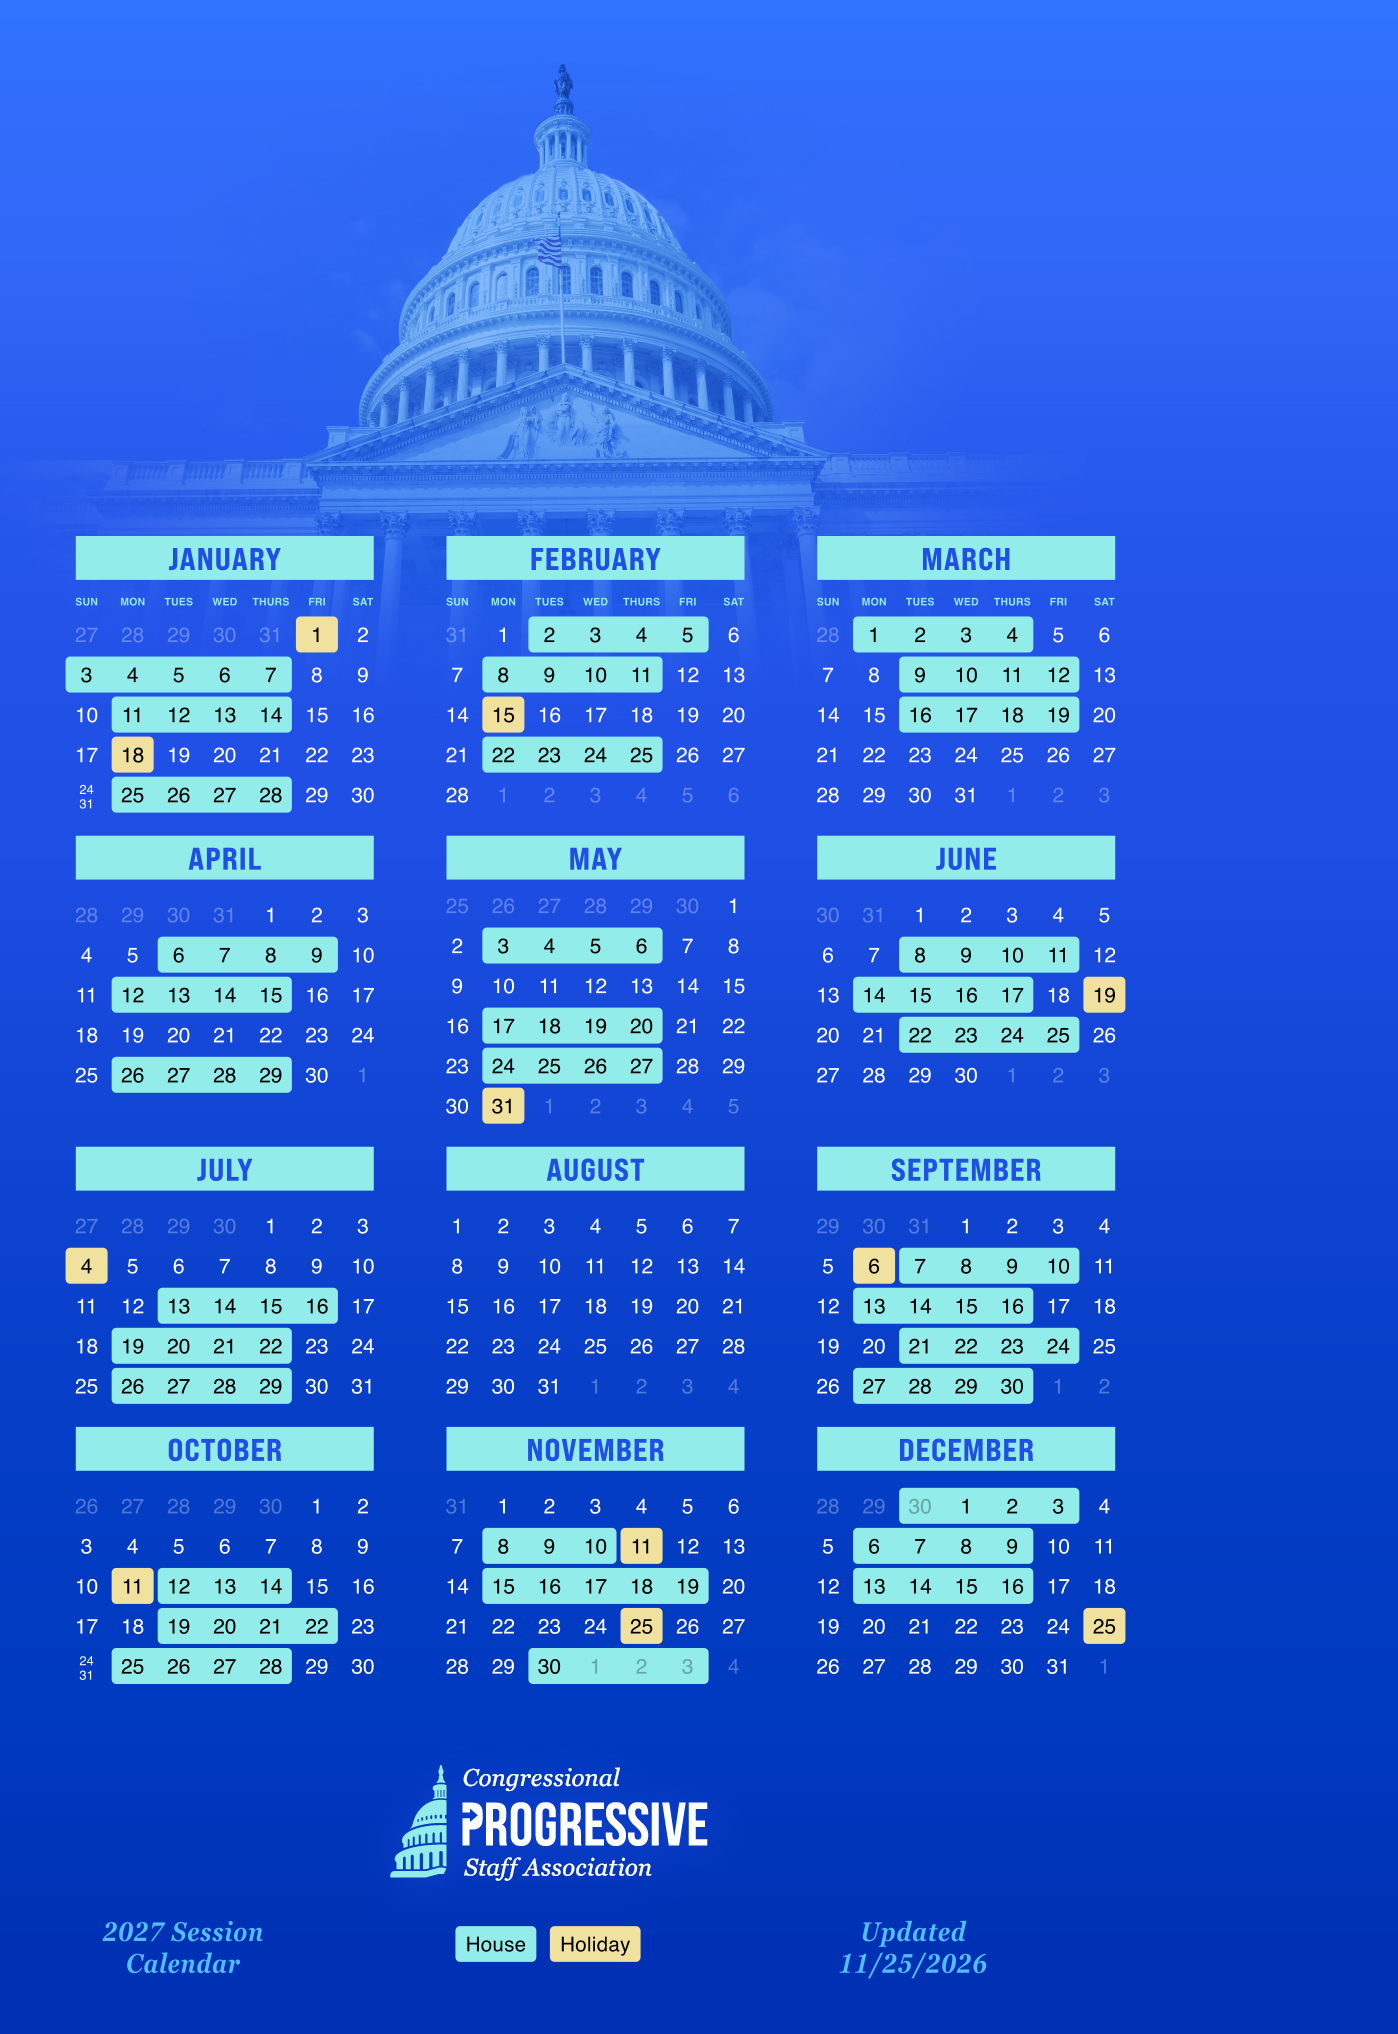 JANUARY FEBRUARY MARCH
SUN MON TUES WED THURS FRI SAT SUN MON TUES WED THURS FRI SAT SUN MON TUES WED THURS FRI SAT
27 28 29 30 31 1 2 31 1 2 3 4 5 6 28 1 2 3 4 5 6
3 4 5 6 7 8 9 7 8 9 10 11 12 13 7 8 9 10 11 12 13
10 11 12 13 14 15 16 14 15 16 17 18 19 20 14 15 16 17 18 19 20
17 18 19 20 21 22 23 21 22 23 24 25 26 27 21 22 23 24 25 26 27
24 31 25 26 27 28 29 30 28 1 2 3 4 5 6 28 29 30 31 1 2 3
APRIL MAY JUNE
28 29 30 31 1 2 3 25 26 27 28 29 30 1 30 31 1 2 3 4 5
4 5 6 7 8 9 10 2 3 4 5 6 7 8 6 7 8 9 10 11 12
11 12 13 14 15 16 17 9 10 11 12 13 14 15 13 14 15 16 17 18 19
18 19 20 21 22 23 24 16 17 18 19 20 21 22 20 21 22 23 24 25 26
25 26 27 28 29 30 1 23 24 25 26 27 28 29 27 28 29 30 1 2 3
30 31 1 2 3 4 5
JULY AUGUST SEPTEMBER
27 28 29 30 1 2 3 1 2 3 4 5 6 7 29 30 31 1 2 3 4
4 5 6 7 8 9 10 8 9 10 11 12 13 14 5 6 7 8 9 10 11
11 12 13 14 15 16 17 15 16 17 18 19 20 21 12 13 14 15 16 17 18
18 19 20 21 22 23 24 22 23 24 25 26 27 28 19 20 21 22 23 24 25
25 26 27 28 29 30 31 29 30 31 1 2 3 4 26 27 28 29 30 1 2
OCTOBER NOVEMBER DECEMBER
26 27 28 29 30 1 2 31 1 2 3 4 5 6 28 29 30 1 2 3 4
3 4 5 6 7 8 9 7 8 9 10 11 12 13 5 6 7 8 9 10 11
10 11 12 13 14 15 16 14 15 16 17 18 19 20 12 13 14 15 16 17 18
17 18 19 20 21 22 23 21 22 23 24 25 26 27 19 20 21 22 23 24 25
24 31 25 26 27 28 29 30 28 29 30 1 2 3 4 26 27 28 29 30 31 1
Congressional
PROGRESSIVE
Staff Association
2027 Session
Calendar
House Holiday
Updated
11/25/2026